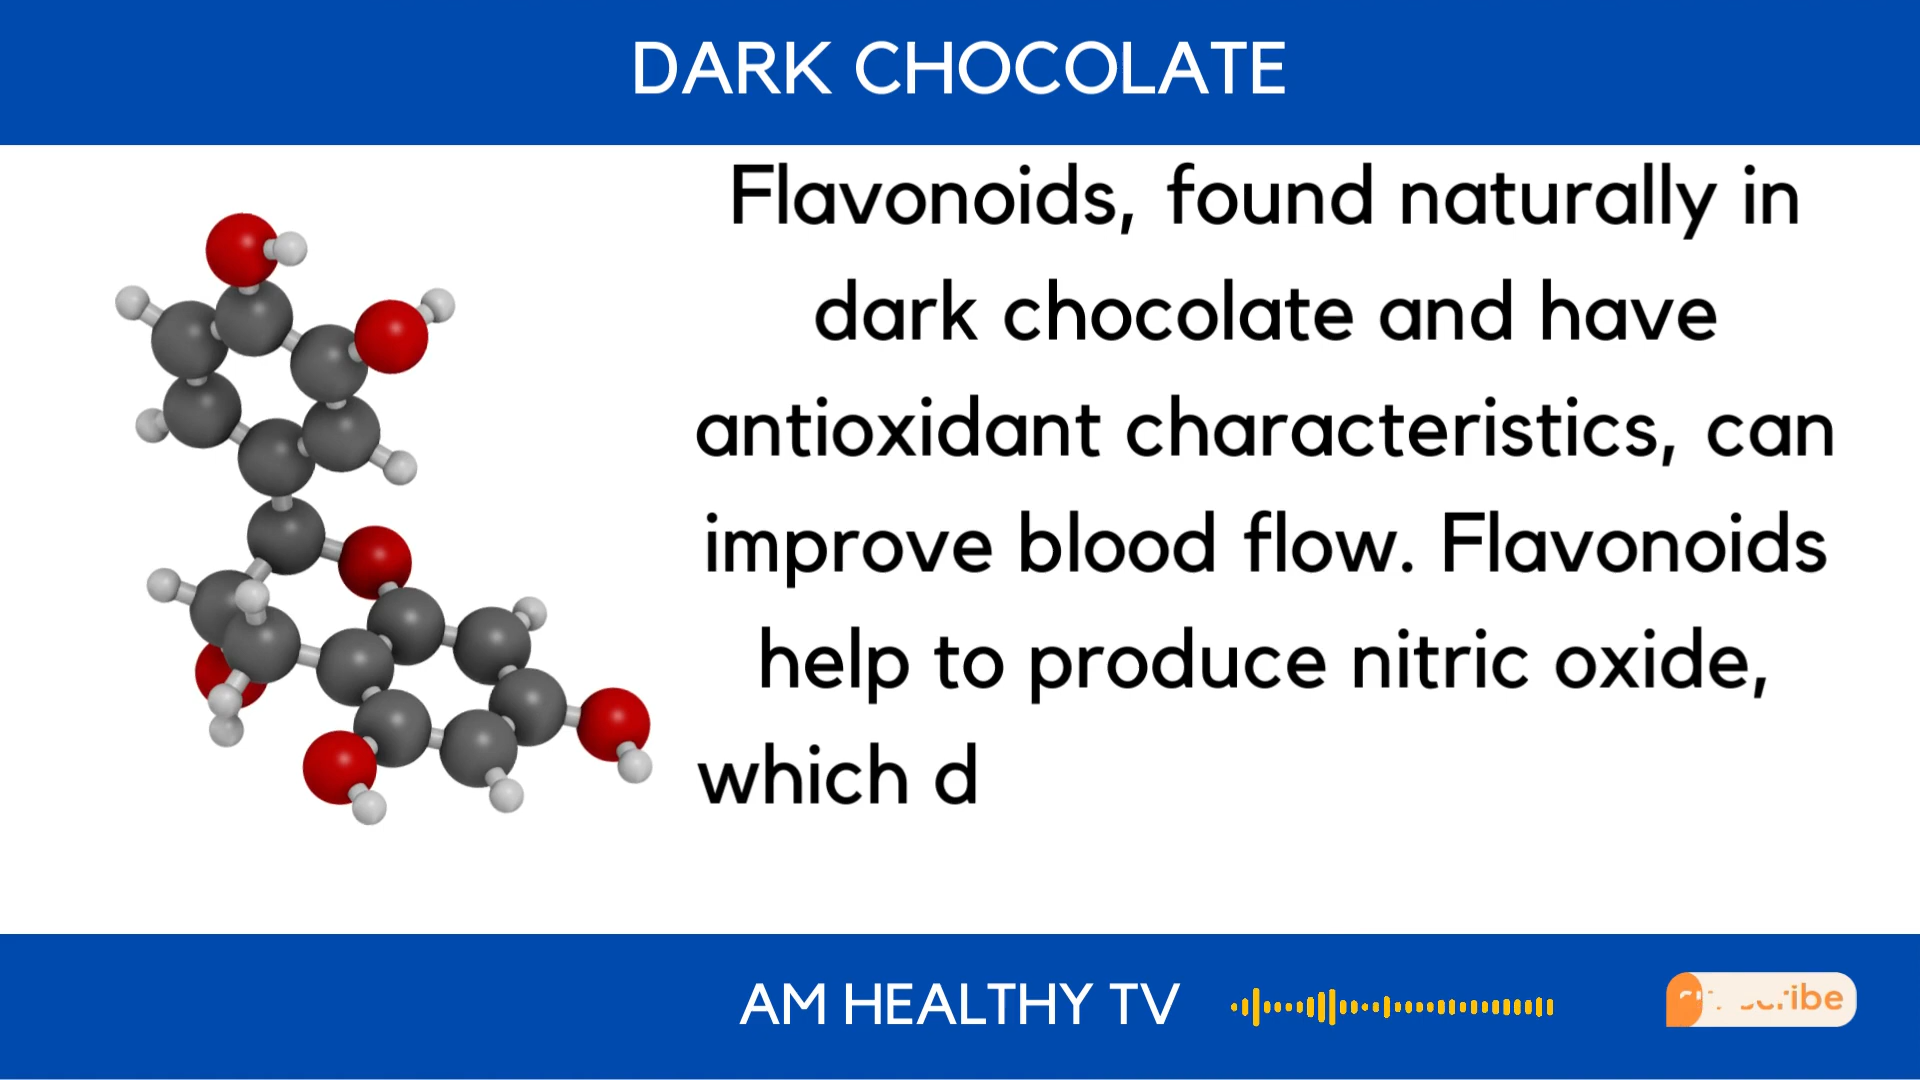 DARK CHOCOLATE
Flavonoids, found naturally in
dark chocolate and have
antioxidant characteristics, can
improve blood flow. Flavonoids
help to produce nitric oxide,
which d
AM HEALTHY TV